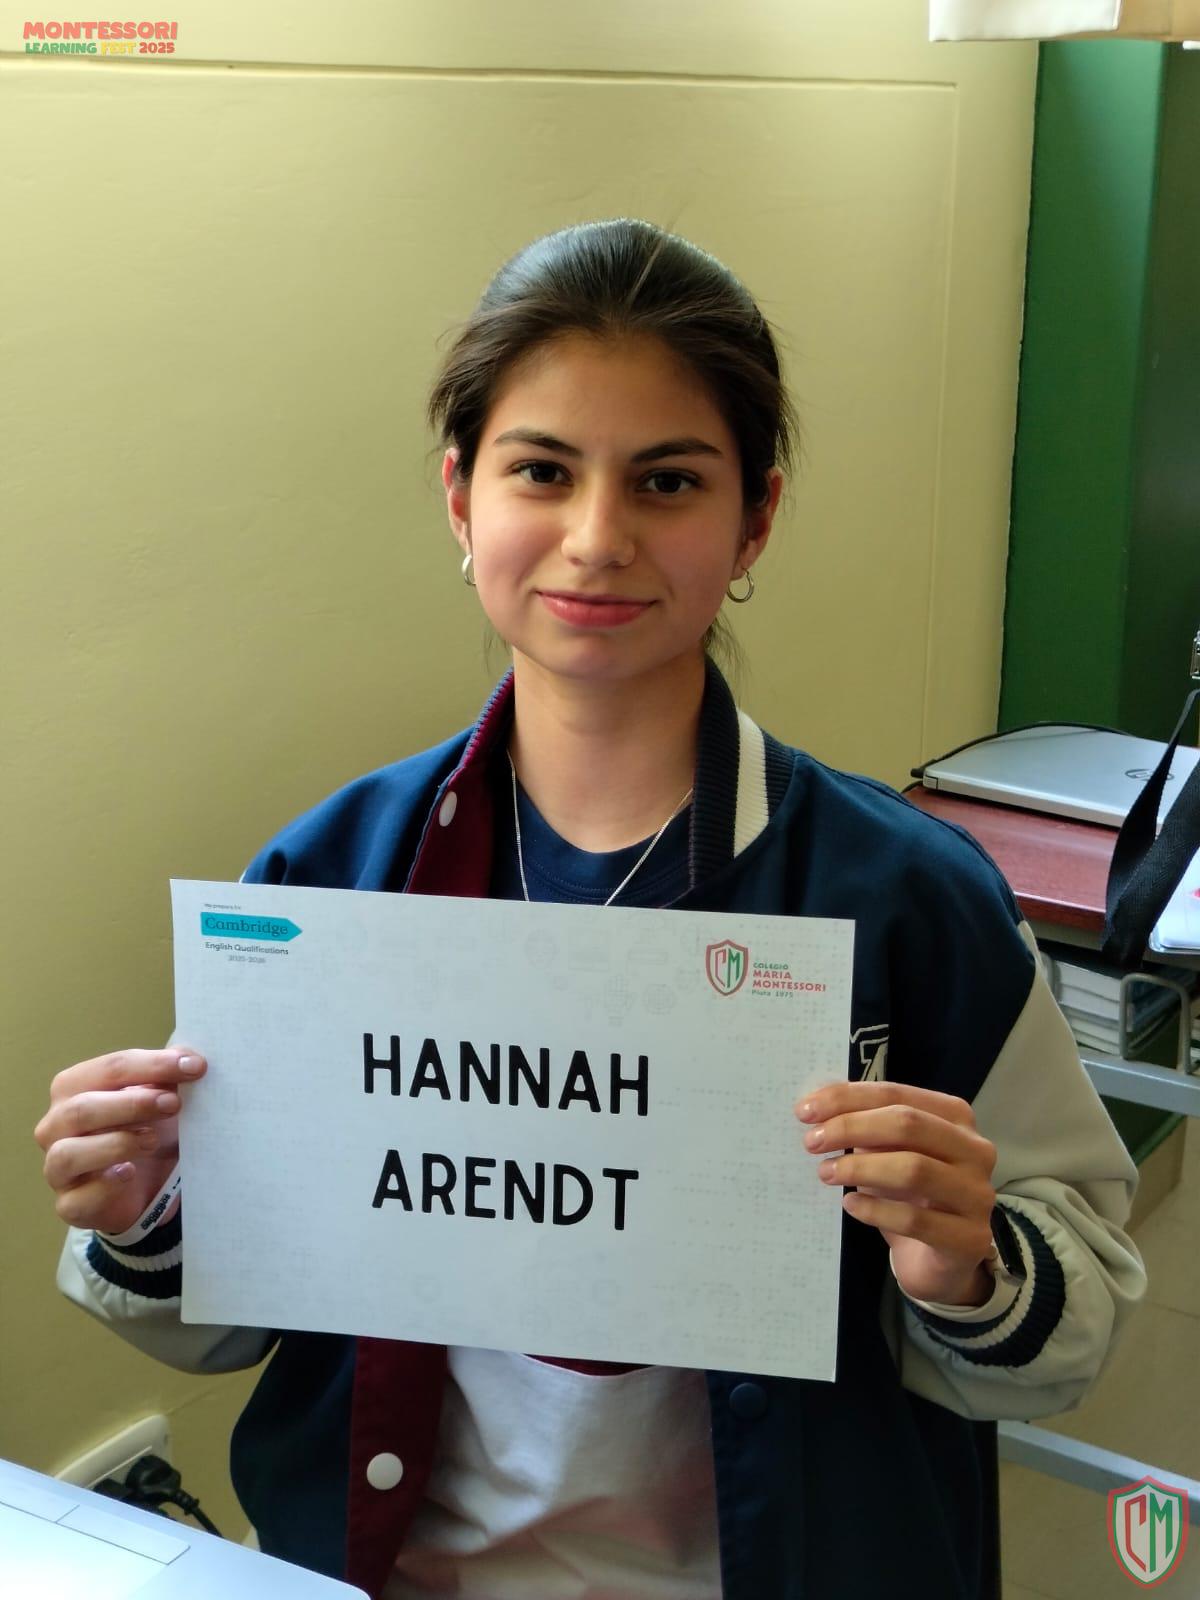 MONTESSORI
LEARNING FEST 2025
We prepare for
Cambridge
English Qualifications
2025-2026
CM
COLEGIO
MARIA
MONTESSORI
Piura 1975
HANNAH
ARENDT
hp
CM